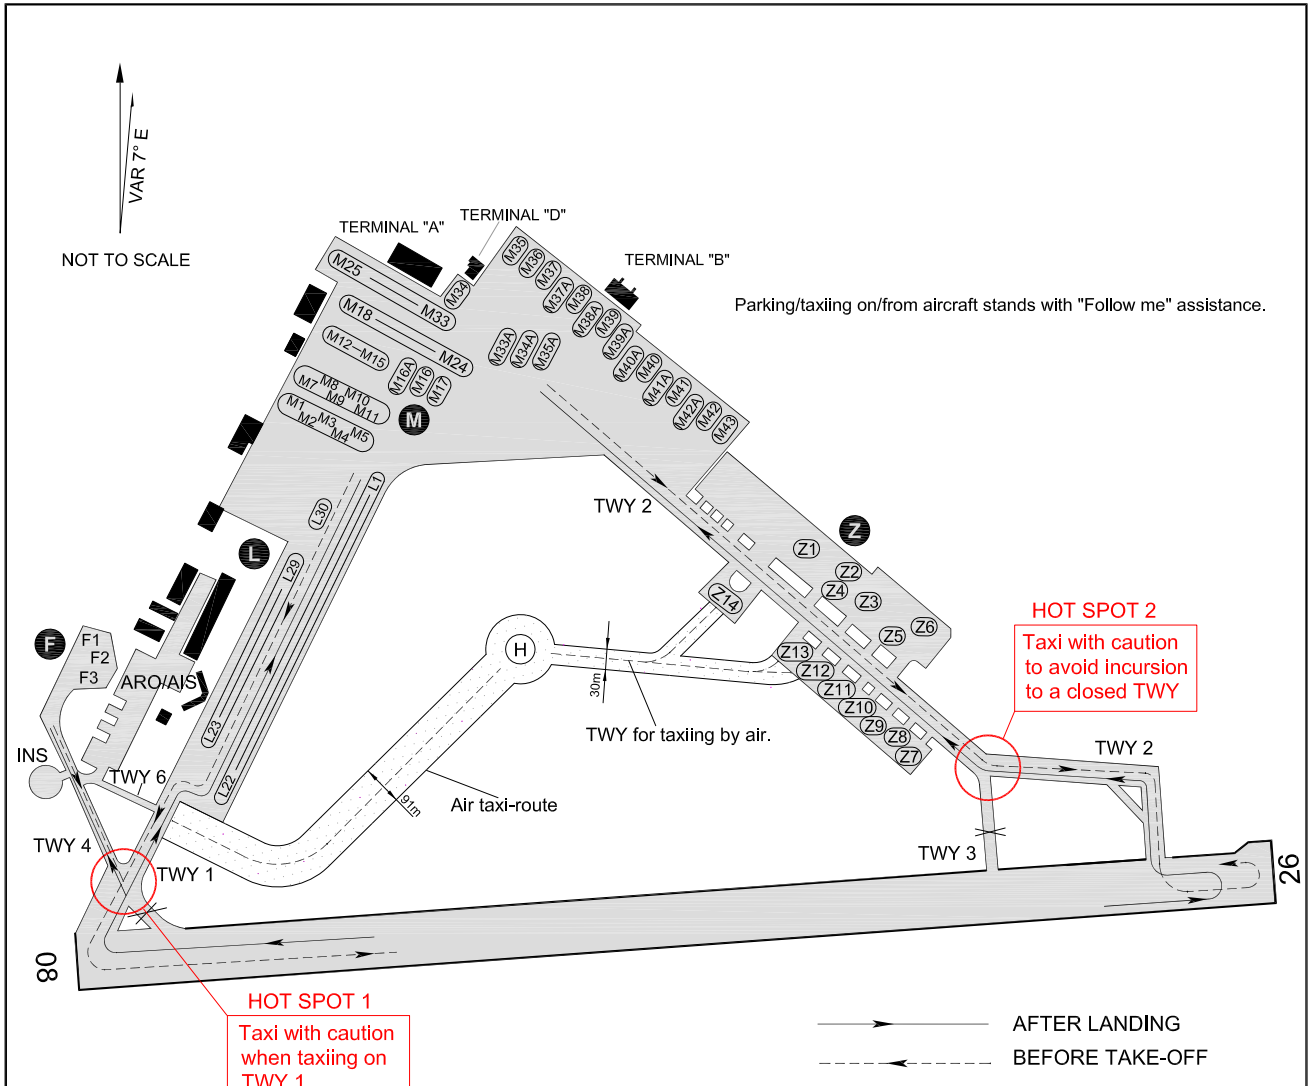 VAR 7° E
NOT TO SCALE
TERMINAL "A"
TERMINAL "D"
TERMINAL "B"
Parking/taxiing on/from aircraft stands with "Follow me" assistance.
M25
M33
M34
M18
M24
M12–M15
M16A
M16
M17
M7
M8
M9
M10
M11
M1
M2
M3
M4
M5
M
M33A
M34A
M35A
M35
M36
M37
M37A
M38
M38A
M39
M39A
M40A
M40
M41A
M41
M42A
M42
M43
TWY 2
L30
L1
L
L29
L23
L22
Z
Z1
Z2
Z4
Z3
Z5
Z6
Z14
Z13
Z12
Z11
Z10
Z9
Z8
Z7
F
F1
F2
F3
ARO/AIS
INS
TWY 6
TWY 4
TWY 1
H
30m
91m
TWY for taxiing by air.
Air taxi-route
HOT SPOT 2
Taxi with caution
to avoid incursion
to a closed TWY
TWY 2
TWY 3
26
08
HOT SPOT 1
Taxi with caution
when taxiing on
TWY 1
AFTER LANDING
BEFORE TAKE-OFF